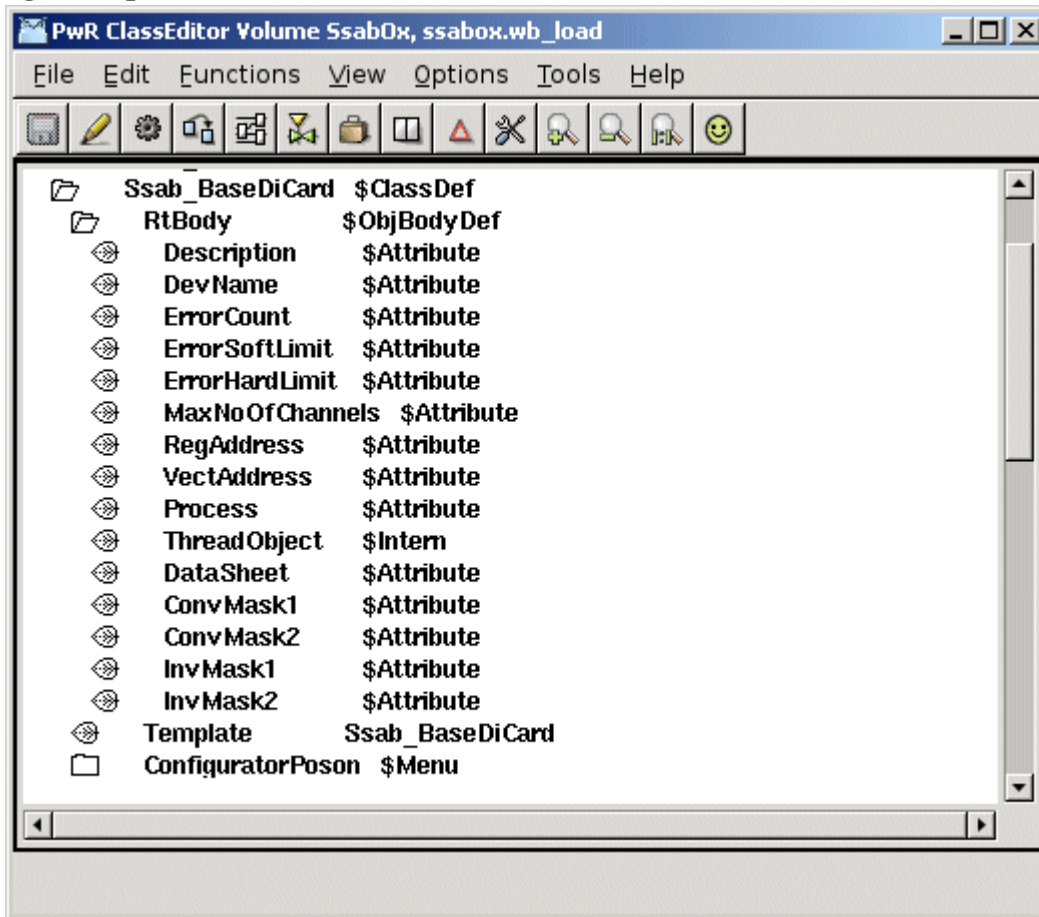 PwR ClassEditor Volume SsabOx, ssabox.wb_load
File Edit Functions View Options Tools Help
1:1
Ssab_BaseDiCard $ClassDef
RtBody $ObjBodyDef
Description $Attribute
DevName $Attribute
ErrorCount $Attribute
ErrorSoftLimit $Attribute
ErrorHardLimit $Attribute
MaxNoOfChannels $Attribute
RegAddress $Attribute
VectAddress $Attribute
Process $Attribute
ThreadObject $Intern
DataSheet $Attribute
ConvMask1 $Attribute
ConvMask2 $Attribute
InvMask1 $Attribute
InvMask2 $Attribute
Template Ssab_BaseDiCard
ConfiguratorPoson $Menu